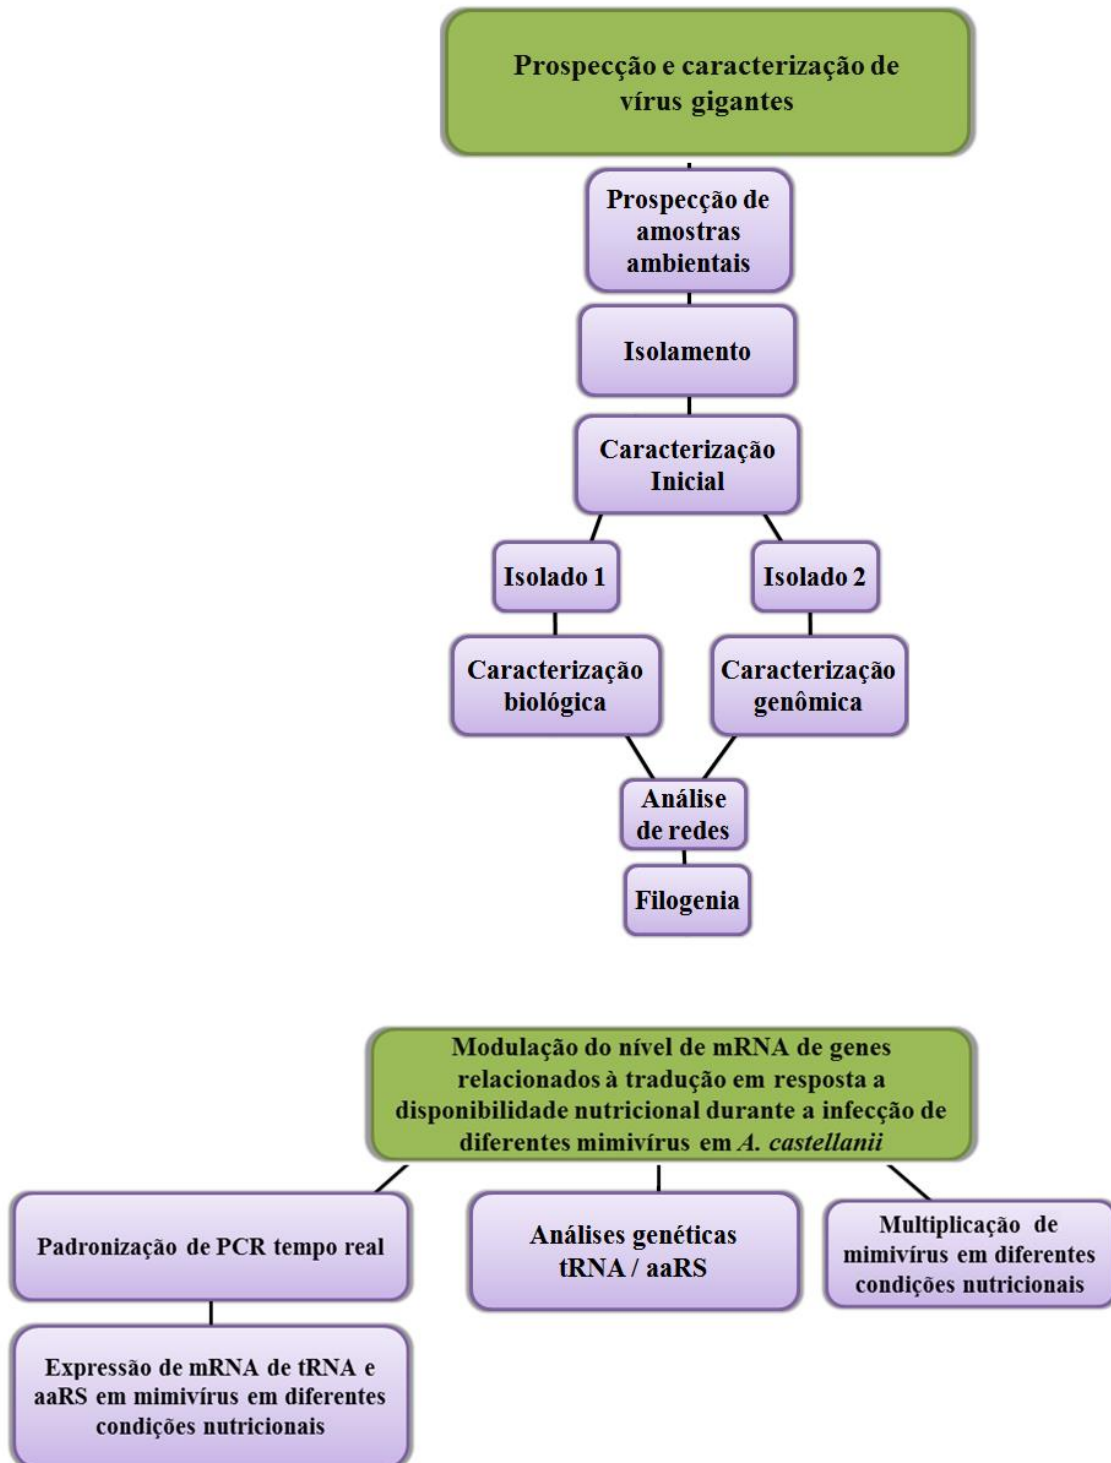 Prospecção e caracterização de
vírus gigantes
Prospecção de
amostras
ambientais
Isolamento
Caracterização
Inicial
Isolado 1
Isolado 2
Caracterização
biológica
Caracterização
genômica
Análise
de redes
Filogenia
Modulação do nível de mRNA de genes
relacionados à tradução em resposta a
disponibilidade nutricional durante a infecção de
diferentes mimivírus em A. castellanii
Padronização de PCR tempo real
Análises genéticas
tRNA / aaRS
Multiplicação de
mimivírus em diferentes
condições nutricionais
Expressão de mRNA de tRNA e
aaRS em mimivírus em diferentes
condições nutricionais